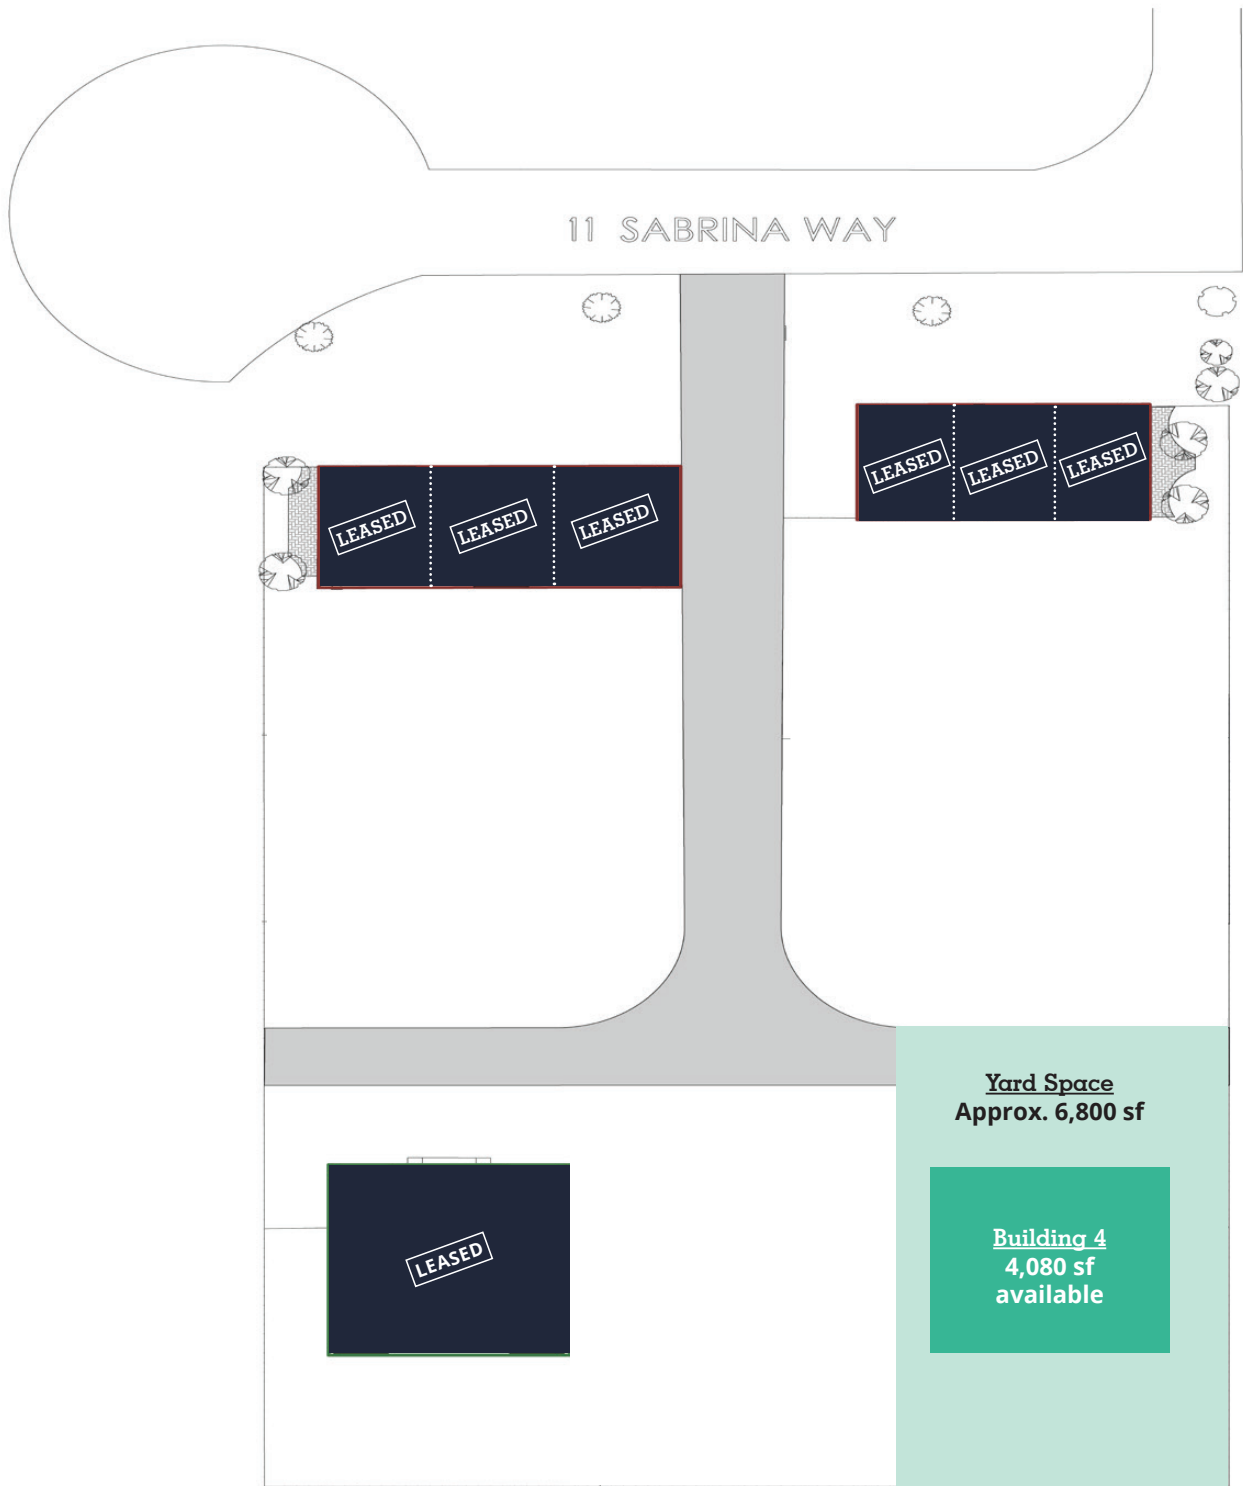 11 SABRINA WAY
LEASED
LEASED
LEASED
LEASED
LEASED
LEASED
Yard Space
Approx. 6,800 sf
LEASED
Building 4
4,080 sf
available